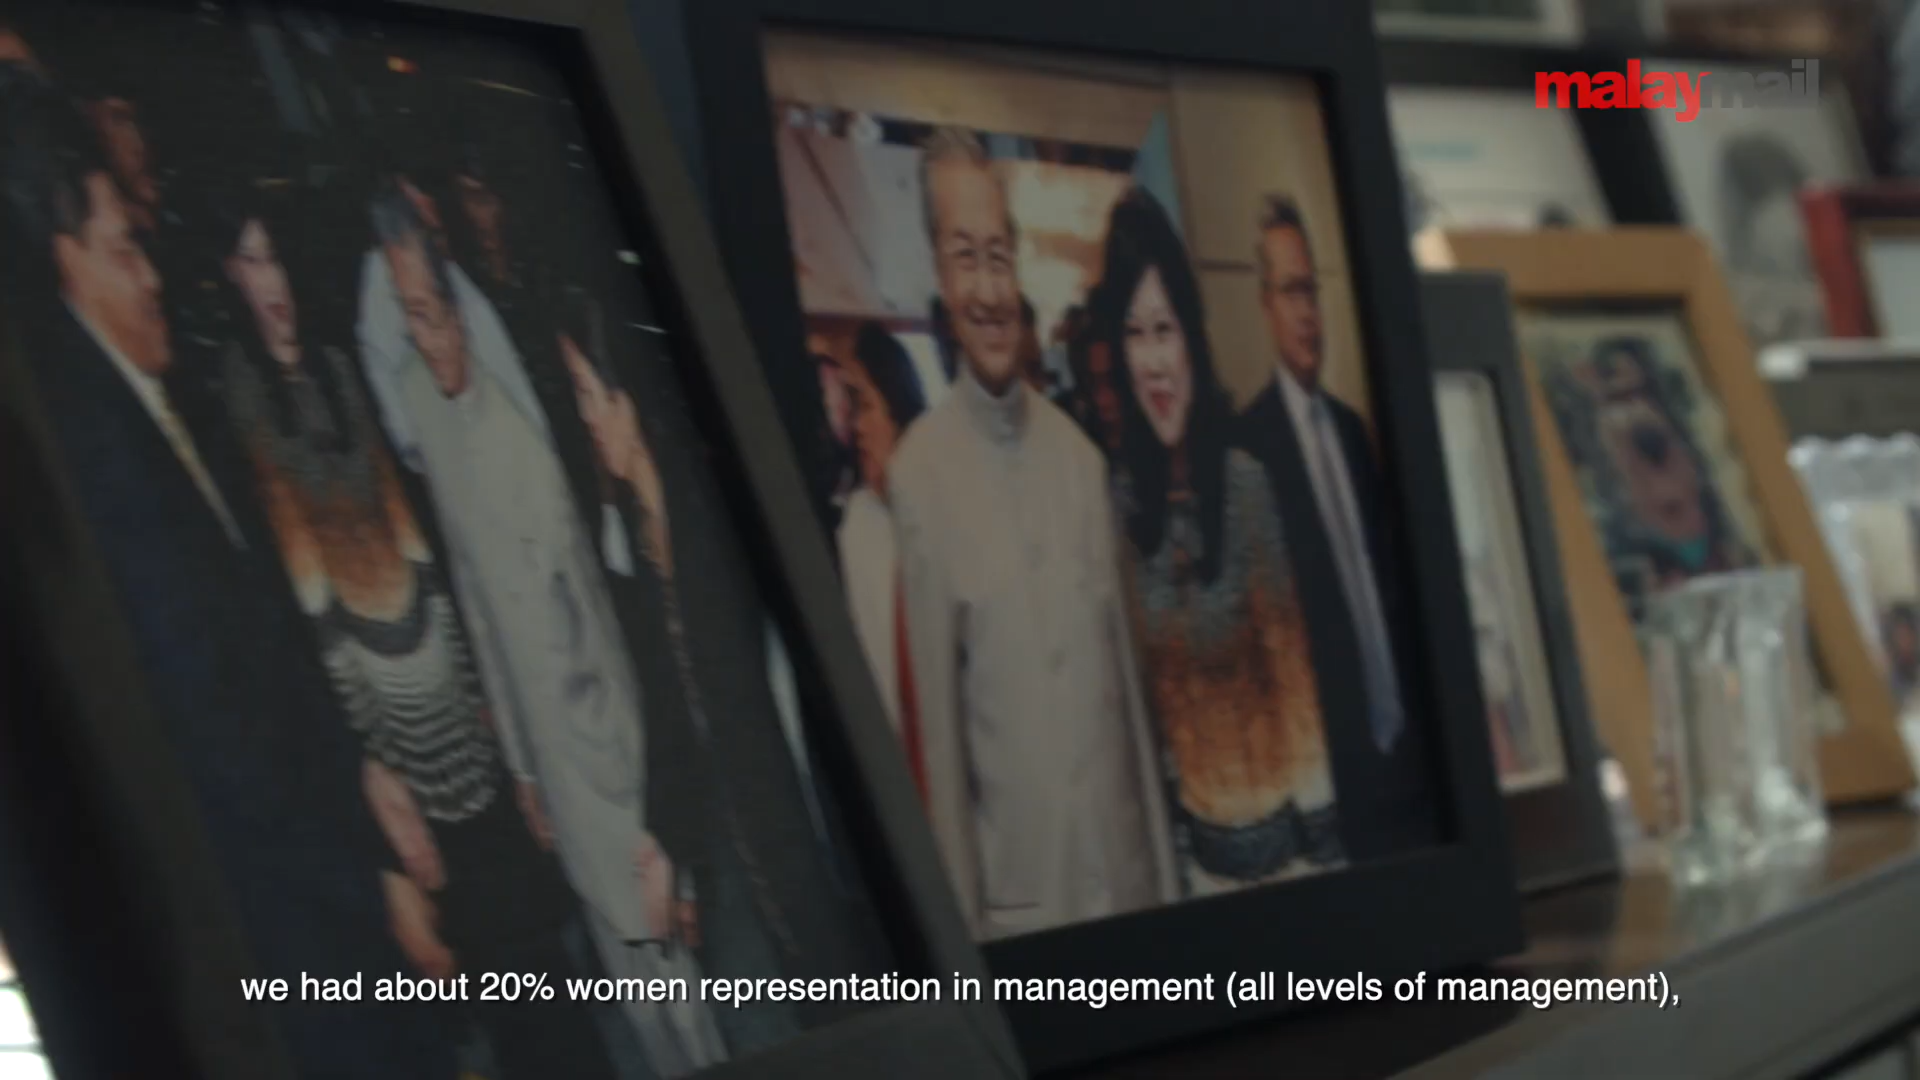 malaymail
we had about 20% women representation in management (all levels of management),